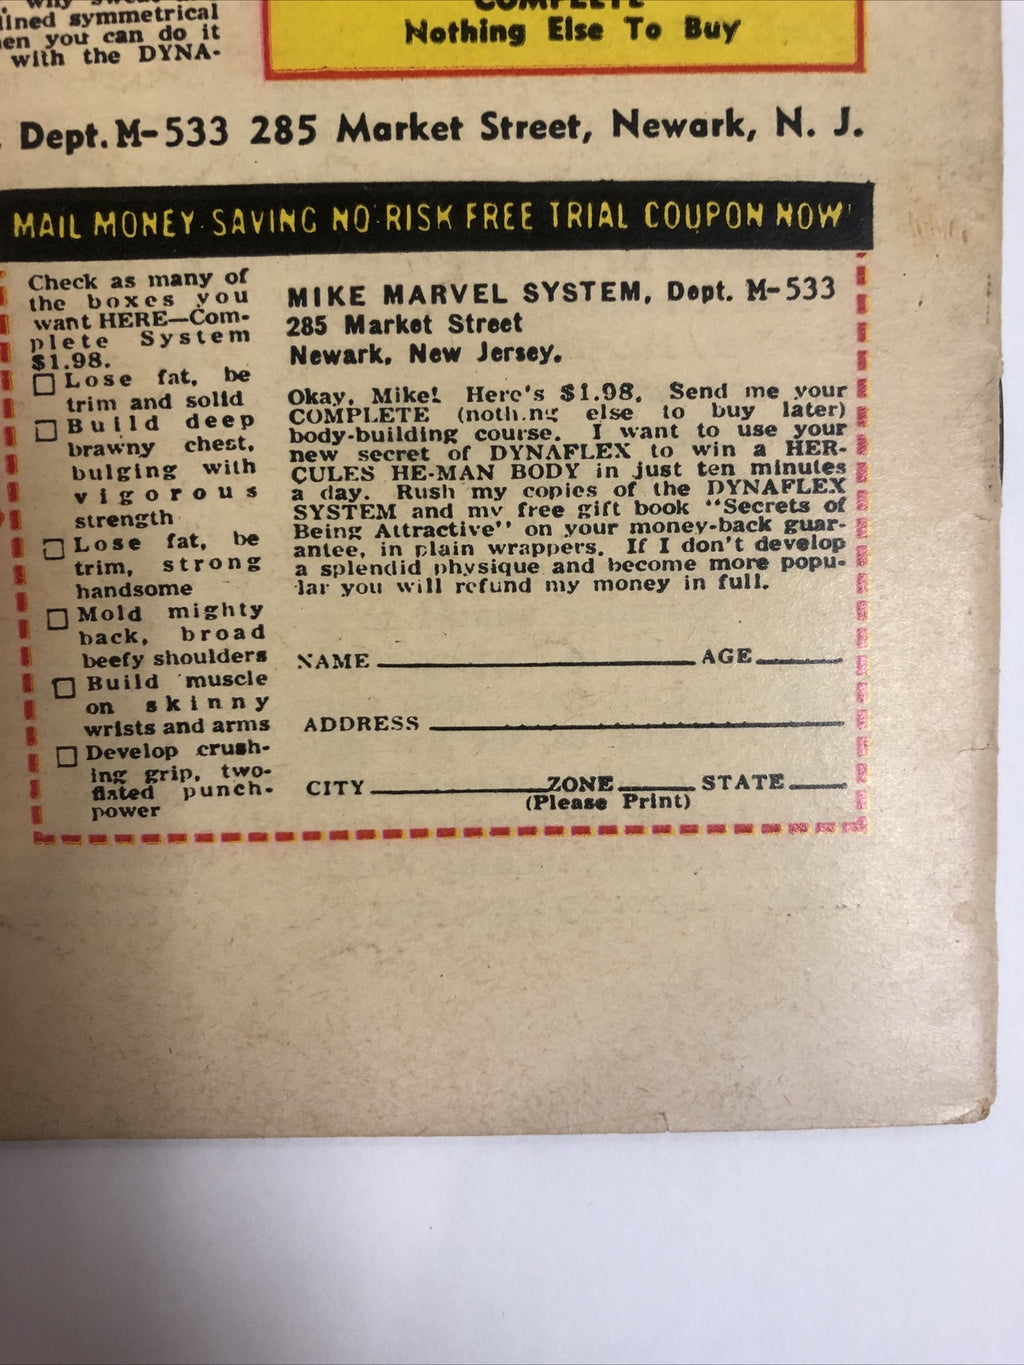 lined symmetrical
you can do it
with the DYNA-
COMPLETE
Nothing Else To Buy
Dept. M-533 285 Market Street, Newark, N. J.
MAIL MONEY-SAVING NO-RISK FREE TRIAL COUPON NOW
Check as many of
the boxes you
want HERE—Com-
plete System
$1.98.
Lose fat, be
trim and solid
Build deep
brawny chest,
bulging with
vigorous
strength
Lose fat, be
trim, strong
handsome
Mold mighty
back, broad
beefy shoulders
Build muscle
on skinny
wrists and arms
Develop crush-
ing grip, two-
fisted punch-
power
MIKE MARVEL SYSTEM, Dept. M-533
285 Market Street
Newark, New Jersey.
Okay, Mike! Here's $1.98. Send me your
COMPLETE (nothing else to buy later)
body-building course. I want to use your
new secret of DYNAFLEX to win a HER-
CULES HE-MAN BODY in just ten minutes
a day. Rush my copies of the DYNAFLEX
SYSTEM and my free gift book "Secrets of
Being Attractive" on your money-back guar-
antee, in plain wrappers. If I don't develop
a splendid physique and become more popu-
lar you will refund my money in full.
NAME AGE
ADDRESS
CITY ZONE STATE
(Please Print)